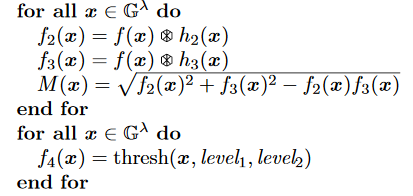 for all 𝒙 ∈ 𝔾^λ do
f₂(𝒙) = f(𝒙) ⊛ h₂(𝒙)
f₃(𝒙) = f(𝒙) ⊛ h₃(𝒙)
M(𝒙) = √(f₂(𝒙)² + f₃(𝒙)² − f₂(𝒙)f₃(𝒙))
end for
for all 𝒙 ∈ 𝔾^λ do
f₄(𝒙) = thresh(𝒙, level₁, level₂)
end for